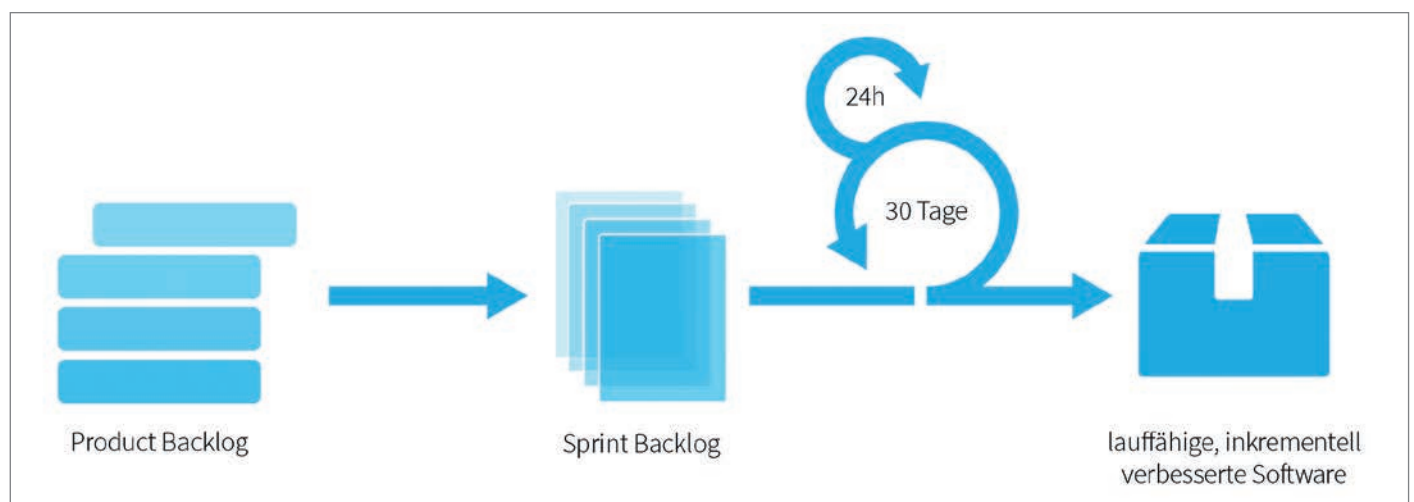 24h
30 Tage
Product Backlog
Sprint Backlog
lauffähige, inkrementell
verbesserte Software